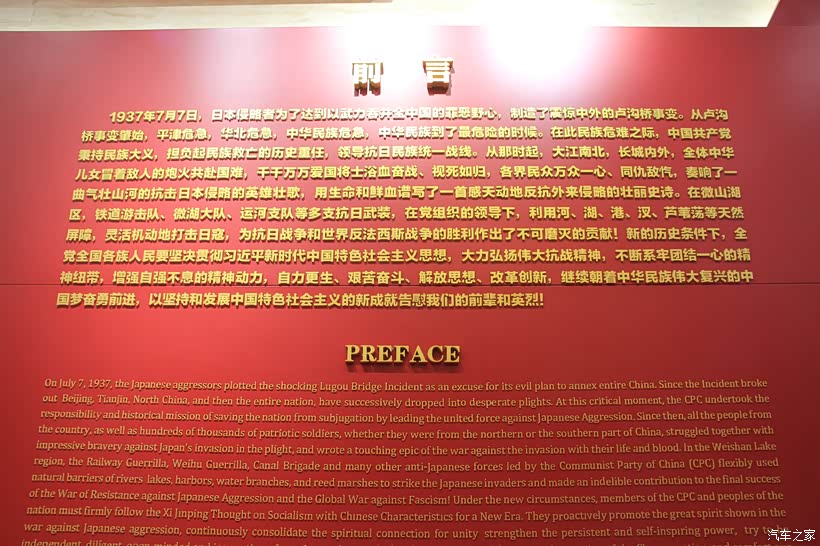 前 言
1937年7月7日，日本侵略者为了达到以武力吞并全中国的罪恶野心，制造了震惊中外的卢沟桥事变。从卢沟
桥事变肇始，平津危急，华北危急，中华民族危急，中华民族到了最危险的时候。在此民族危难之际，中国共产党
秉持民族大义，担负起民族救亡的历史重任，领导抗日民族统一战线。从那时起，大江南北，长城内外，全体中华
儿女冒着敌人的炮火共赴国难，千千万万爱国将士浴血奋战、视死如归，各界民众万众一心、同仇敌忾，奏响了一
曲气壮山河的抗击日本侵略的英雄壮歌，用生命和鲜血谱写了一首感天动地反抗外来侵略的壮丽史诗。在微山湖
区，铁道游击队、微湖大队、运河支队等多支抗日武装，在党组织的领导下，利用河、湖、港、汊、芦苇荡等天然
屏障，灵活机动地打击日寇，为抗日战争和世界反法西斯战争的胜利作出了不可磨灭的贡献！新的历史条件下，全
党全国各族人民要坚决贯彻习近平新时代中国特色社会主义思想，大力弘扬伟大抗战精神，不断系牢团结一心的精
神纽带，增强自强不息的精神动力，自力更生、艰苦奋斗、解放思想、改革创新，继续朝着中华民族伟大复兴的中
国梦奋勇前进，以坚持和发展中国特色社会主义的新成就告慰我们的前辈和英烈！
PREFACE
On July 7, 1937, the Japanese aggressors plotted the shocking Lugou Bridge Incident as an excuse for its evil plan to annex entire China. Since the Incident broke
out Beijing, Tianjin, North China, and then the entire nation, have successively dropped into desperate plights. At this critical moment, the CPC undertook the
responsibility and historical mission of saving the nation from subjugation by leading the united force against Japanese Aggression. Since then, all the people from
the country, as well as hundreds of thousands of patriotic soldiers, whether they were from the northern or the southern part of China, struggled together with
impressive bravery against Japan's invasion in the plight, and wrote a touching epic of the war against the invasion with their life and blood. In the Weishan Lake
region, the Railway Guerrilla, Weihu Guerrilla, Canal Brigade and many other anti-Japanese forces led by the Communist Party of China (CPC) flexibly used
natural barriers of rivers lakes, harbors, water branches, and reed marshes to strike the Japanese invaders and made an indelible contribution to the final success
of the War of Resistance against Japanese Aggression and the Global War against Fascism! Under the new circumstances, members of the CPC and peoples of the
nation must firmly follow the Xi Jinping Thought on Socialism with Chinese Characteristics for a New Era. They proactively promote the great spirit shown in the
war against Japanese aggression, continuously consolidate the spiritual connection for unity strengthen the persistent and self-inspring power, try to
汽车之家